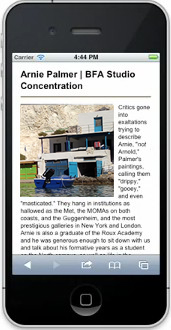 Carrier 4:44 PM
Arnie Palmer | BFA Studio
Concentration
Critics gone
into
exaltations
trying to
describe
Arnie, "not
Arnold,"
Palmer's
paintings,
calling them
"drippy,"
"gooey,"
and even
"masticated." They hang in institutions as
hallowed as the Met, the MOMAs on both
coasts, and the Guggenheim, and the most
prestigious galleries in New York and London.
Arnie is also a graduate of the Roux Academy
and he was generous enough to sit down with us
and talk about his formative years as a student